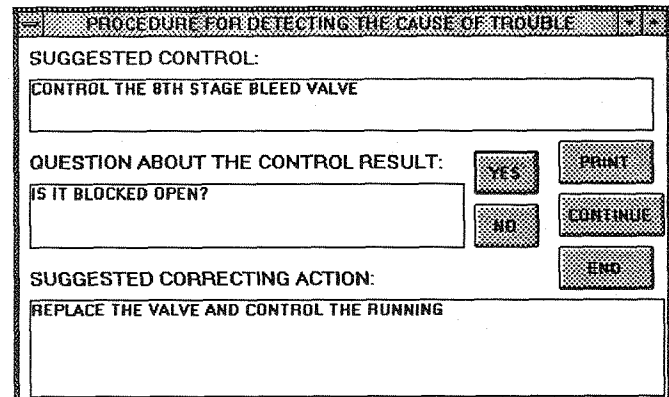 PROCEDURE FOR DETECTING THE CAUSE OF TROUBLE
SUGGESTED CONTROL:
CONTROL THE 8TH STAGE BLEED VALVE
QUESTION ABOUT THE CONTROL RESULT:
IS IT BLOCKED OPEN?
YES
NO
PRINT
CONTINUE
END
SUGGESTED CORRECTING ACTION:
REPLACE THE VALVE AND CONTROL THE RUNNING